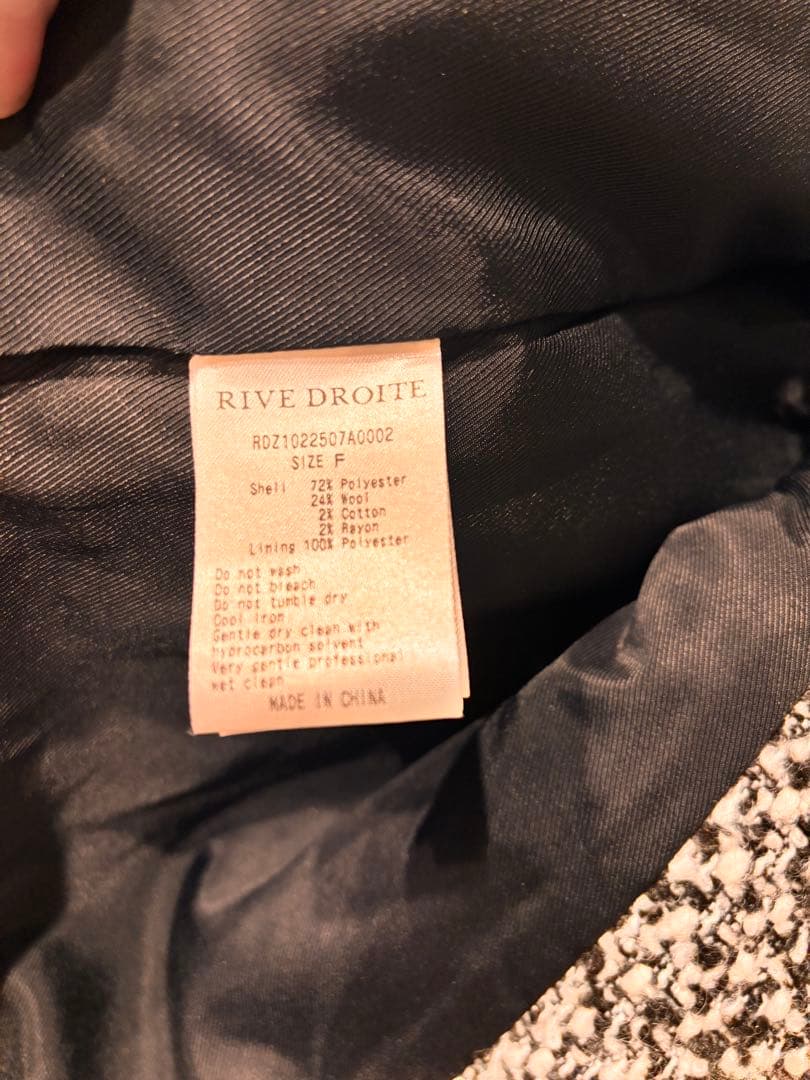 RIVE DROITE
RDZ1022507A0002
SIZE F
Shell 72% Polyester
24% Wool
2% Cotton
2% Rayon
Lining 100% Polyester
Do not wash
Do not bleach
Do not tumble dry
Cool iron
Gentle dry clean with
hydrocarbon solvent
Very gentle professional
wet clean
MADE IN CHINA